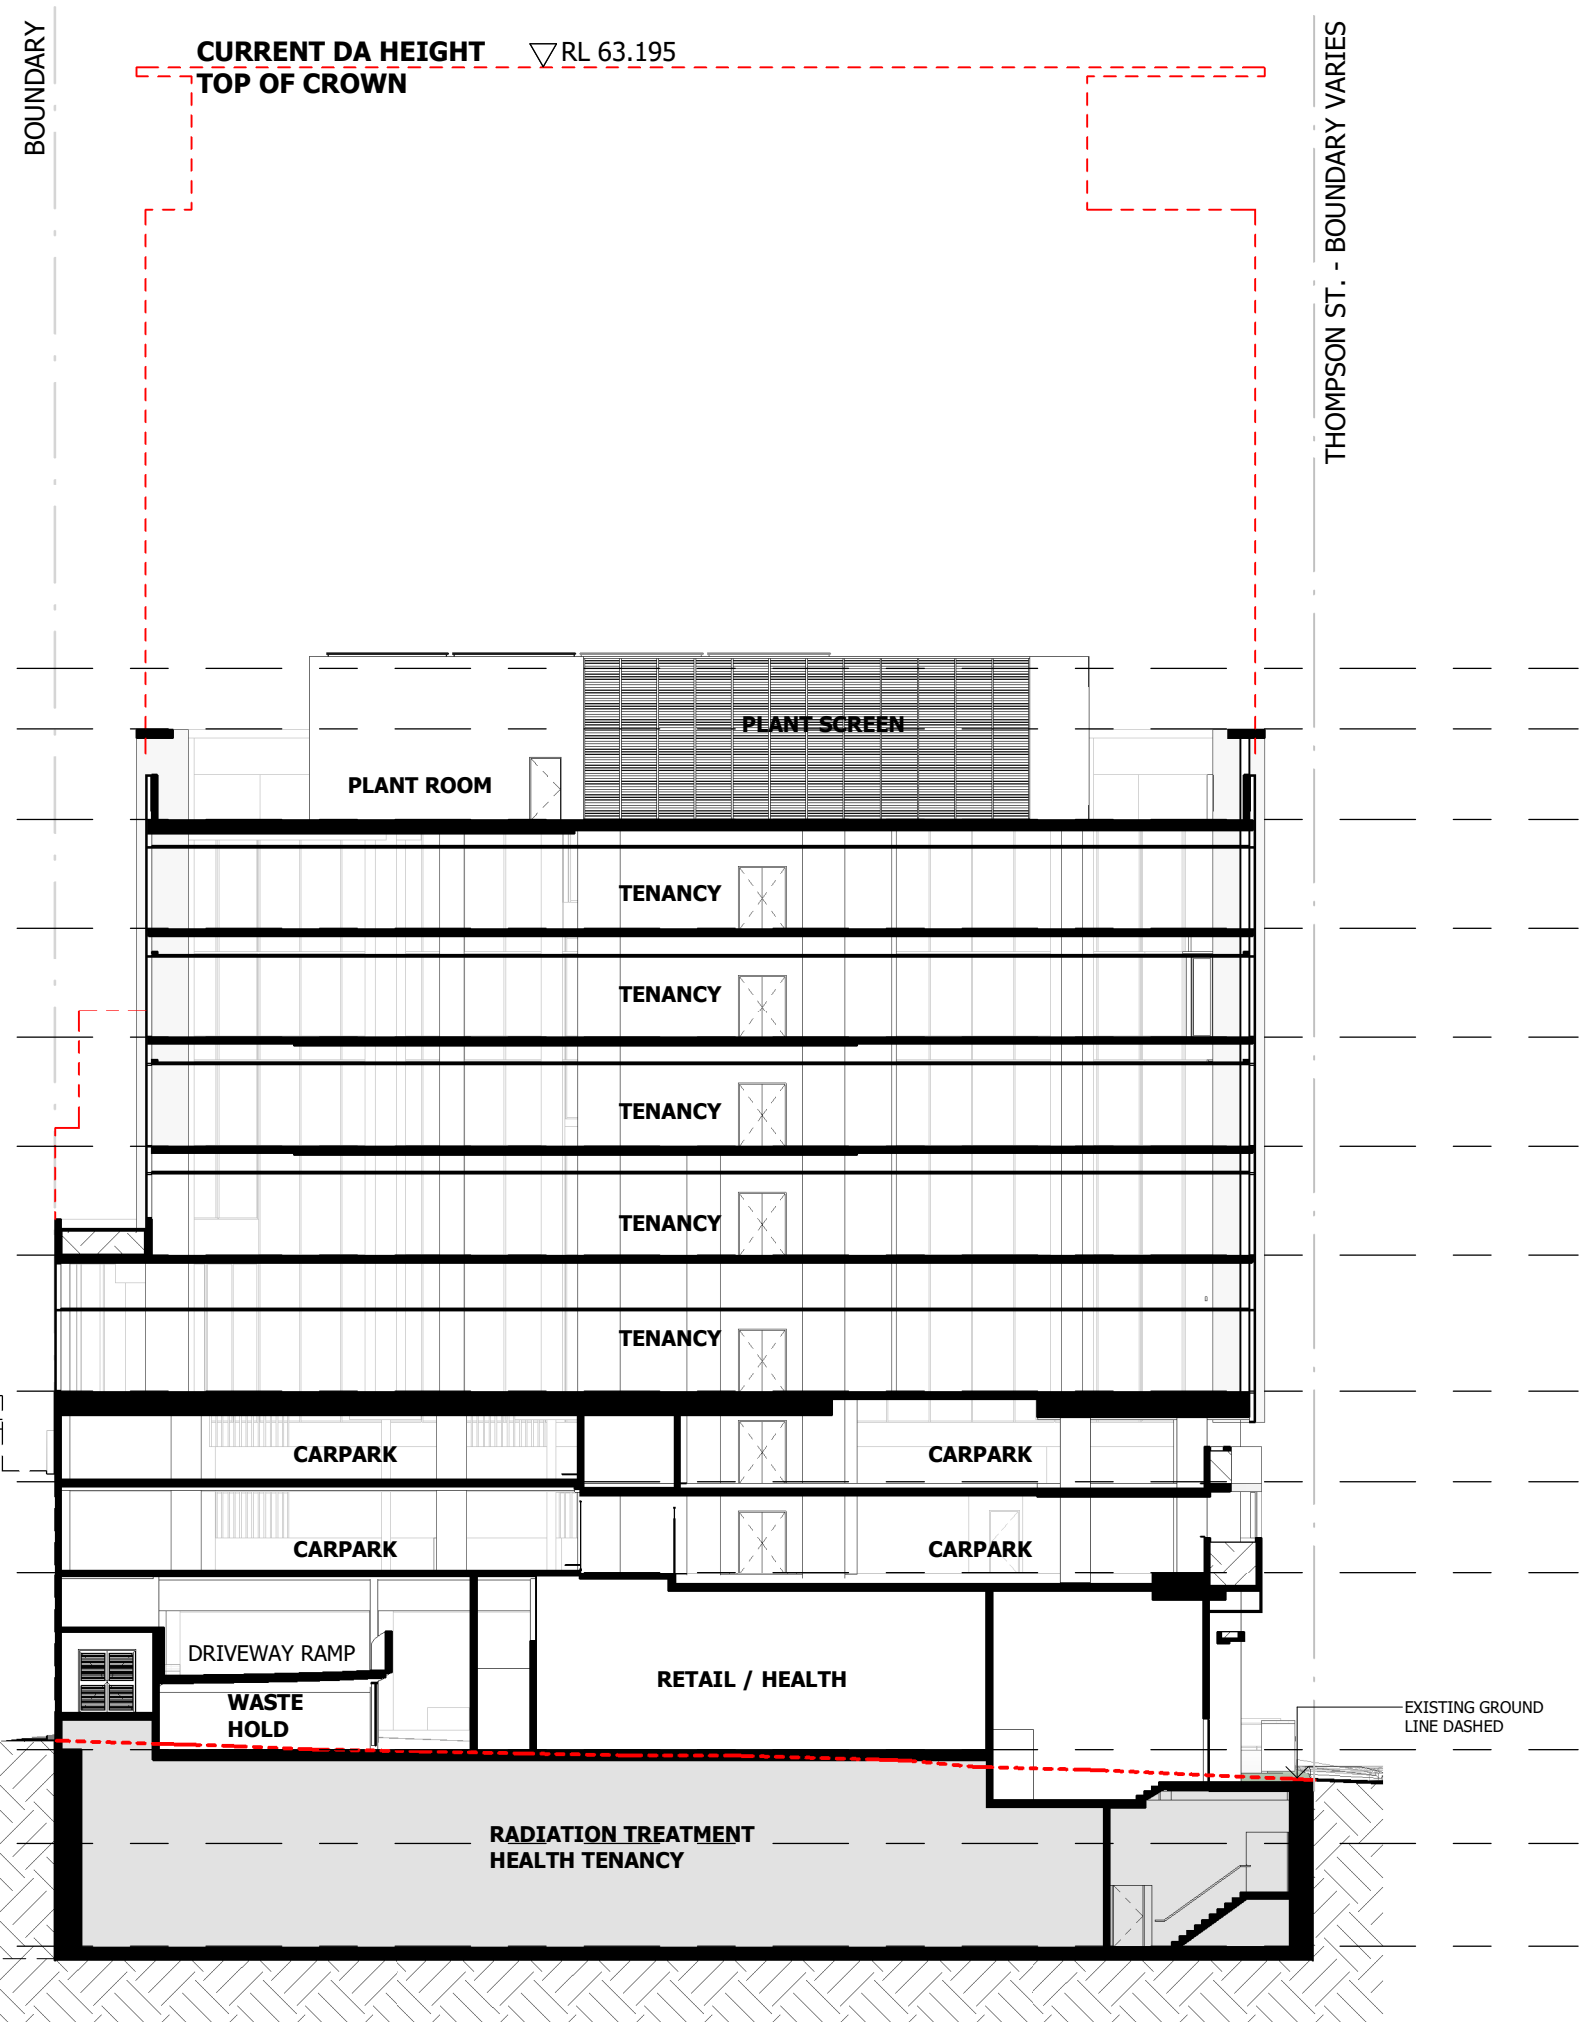 BOUNDARY
CURRENT DA HEIGHT
RL 63.195
TOP OF CROWN
THOMPSON ST. - BOUNDARY VARIES
PLANT SCREEN
PLANT ROOM
TENANCY
TENANCY
TENANCY
TENANCY
TENANCY
CARPARK
CARPARK
CARPARK
CARPARK
DRIVEWAY RAMP
RETAIL / HEALTH
WASTE
HOLD
EXISTING GROUND
LINE DASHED
RADIATION TREATMENT
HEALTH TENANCY